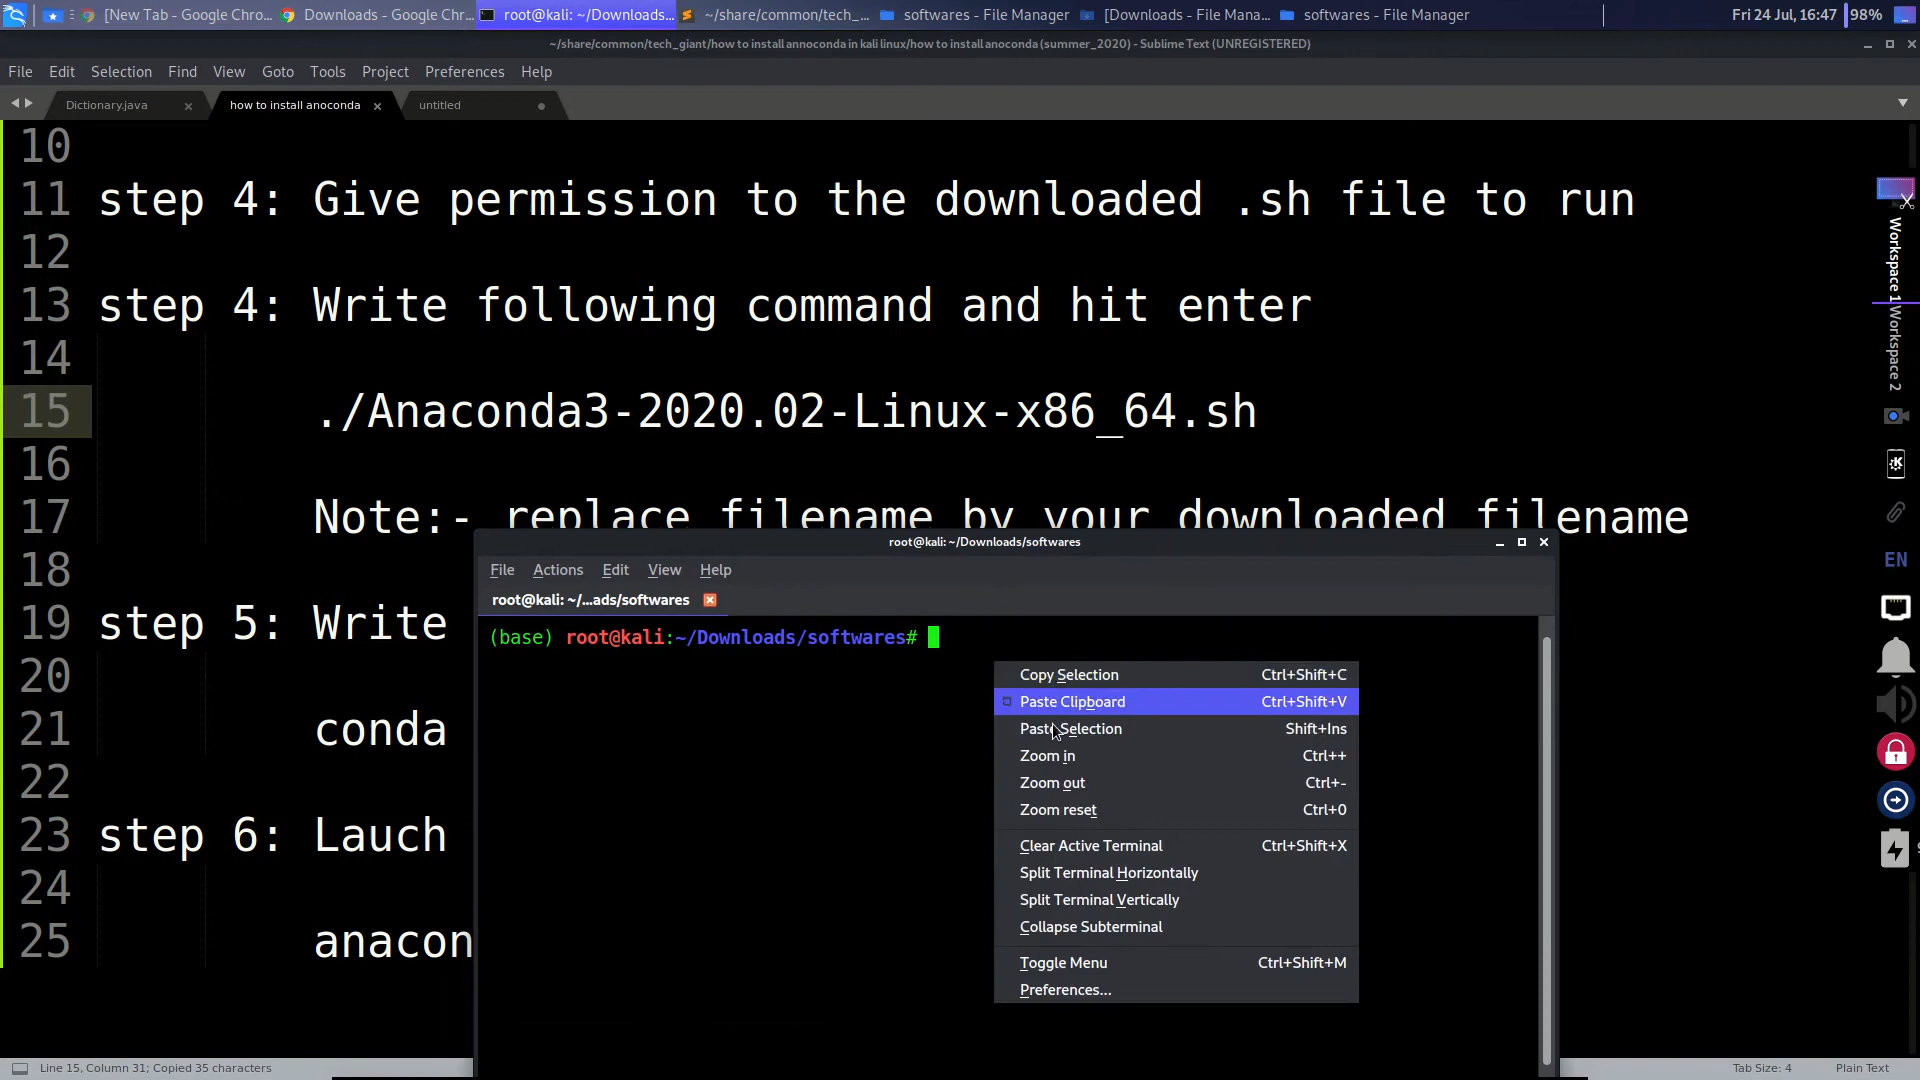 [New Tab - Google Chro... Downloads - Google Chr... root@kali: ~/Downloads... ~/share/common/tech_... softwares - File Manager [Downloads - File Mana... softwares - File Manager Fri 24 Jul, 16:47 98%
~/share/common/tech_giant/how to install annoconda in kali linux/how to install anoconda (summer_2020) - Sublime Text (UNREGISTERED)
File Edit Selection Find View Goto Tools Project Preferences Help
Dictionary.java how to install anoconda untitled
10
11 step 4: Give permission to the downloaded .sh file to run
12
13 step 4: Write following command and hit enter
14
15 ./Anaconda3-2020.02-Linux-x86_64.sh
16
17 Note:- replace filename by your downloaded filename
18
19 step 5: Write
20
21 conda
22
23 step 6: Lauch
24
25 anacon
root@kali: ~/Downloads/softwares
File Actions Edit View Help
root@kali: ~/...ads/softwares
(base) root@kali:~/Downloads/softwares#
Copy Selection Ctrl+Shift+C
Paste Clipboard Ctrl+Shift+V
Paste Selection Shift+Ins
Zoom in Ctrl++
Zoom out Ctrl+-
Zoom reset Ctrl+0
Clear Active Terminal Ctrl+Shift+X
Split Terminal Horizontally
Split Terminal Vertically
Collapse Subterminal
Toggle Menu Ctrl+Shift+M
Preferences...
Workspace 1
Workspace 2
EN
Line 15, Column 31; Copied 35 characters Tab Size: 4 Plain Text